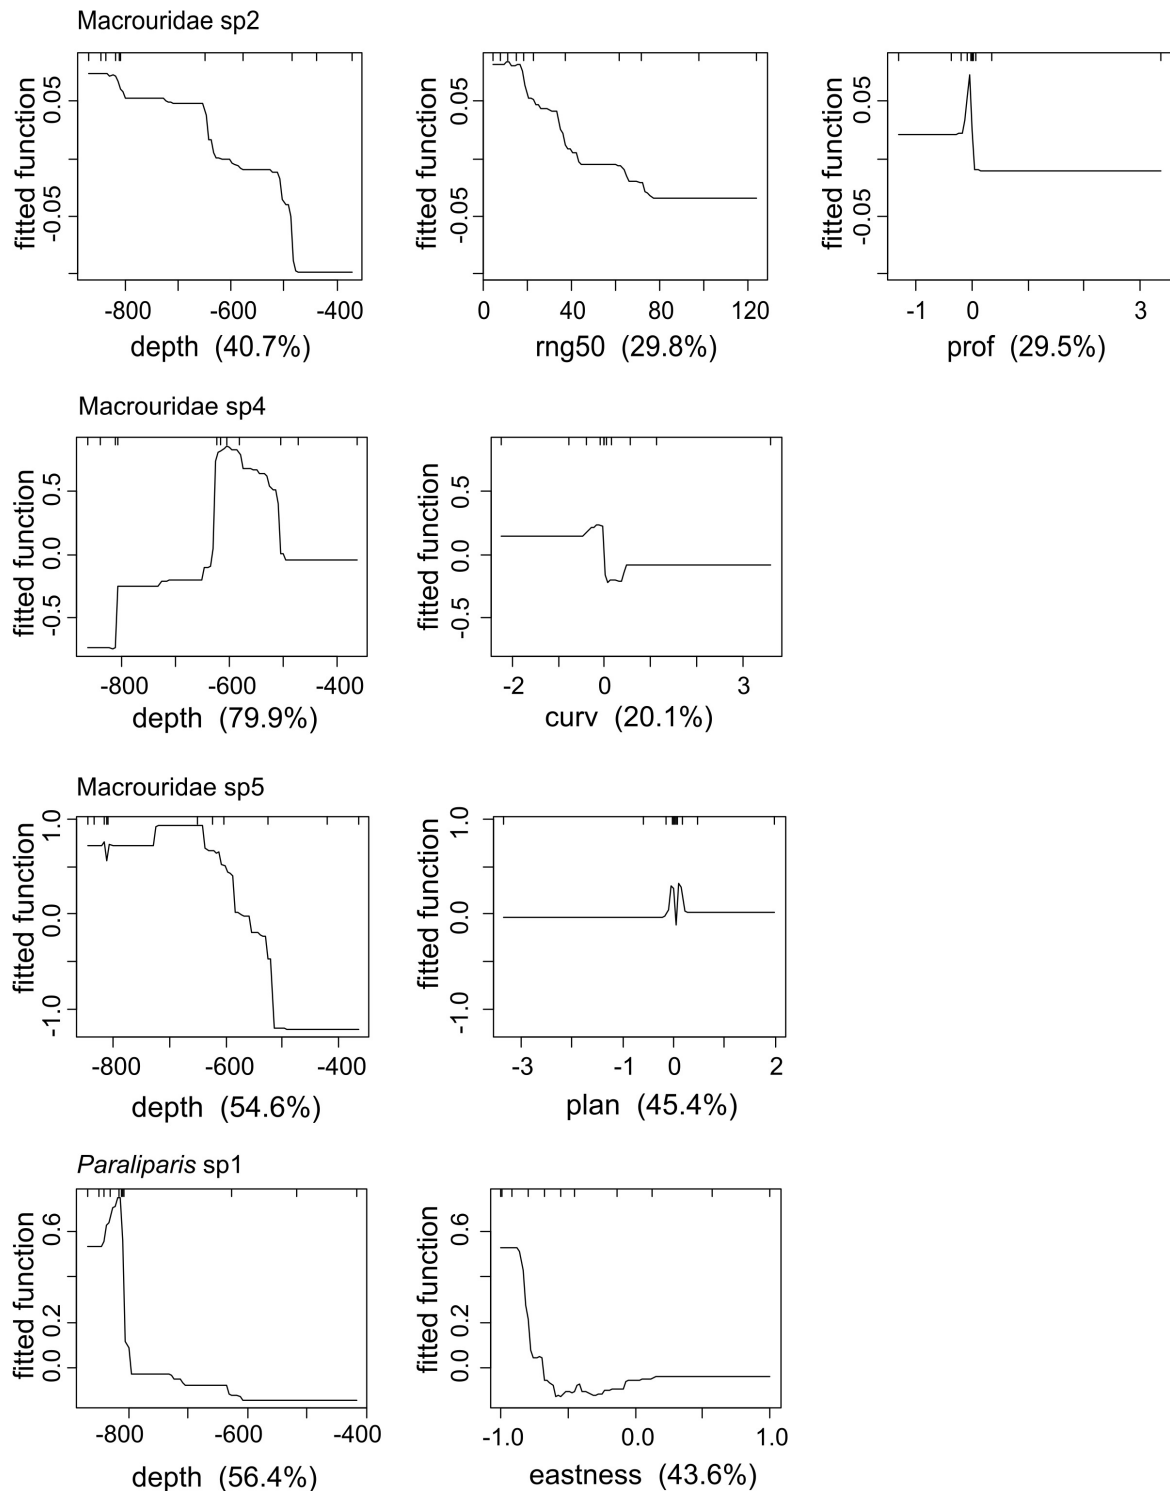 Macrouridae sp2
fitted function
0.05
-0.05
-800 -600 -400
depth (40.7%)
fitted function
0.05
-0.05
0 40 80 120
rng50 (29.8%)
fitted function
0.05
-0.05
-1 0 3
prof (29.5%)
Macrouridae sp4
fitted function
0.5
0.0
-0.5
-800 -600 -400
depth (79.9%)
fitted function
0.5
0.0
-0.5
-2 0 3
curv (20.1%)
Macrouridae sp5
fitted function
1.0
0.0
-1.0
-800 -600 -400
depth (54.6%)
fitted function
1.0
0.0
-1.0
-3 -1 0 2
plan (45.4%)
Paraliparis sp1
fitted function
0.6
0.2
0.0
-800 -600 -400
depth (56.4%)
fitted function
0.6
0.2
0.0
-1.0 0.0 1.0
eastness (43.6%)